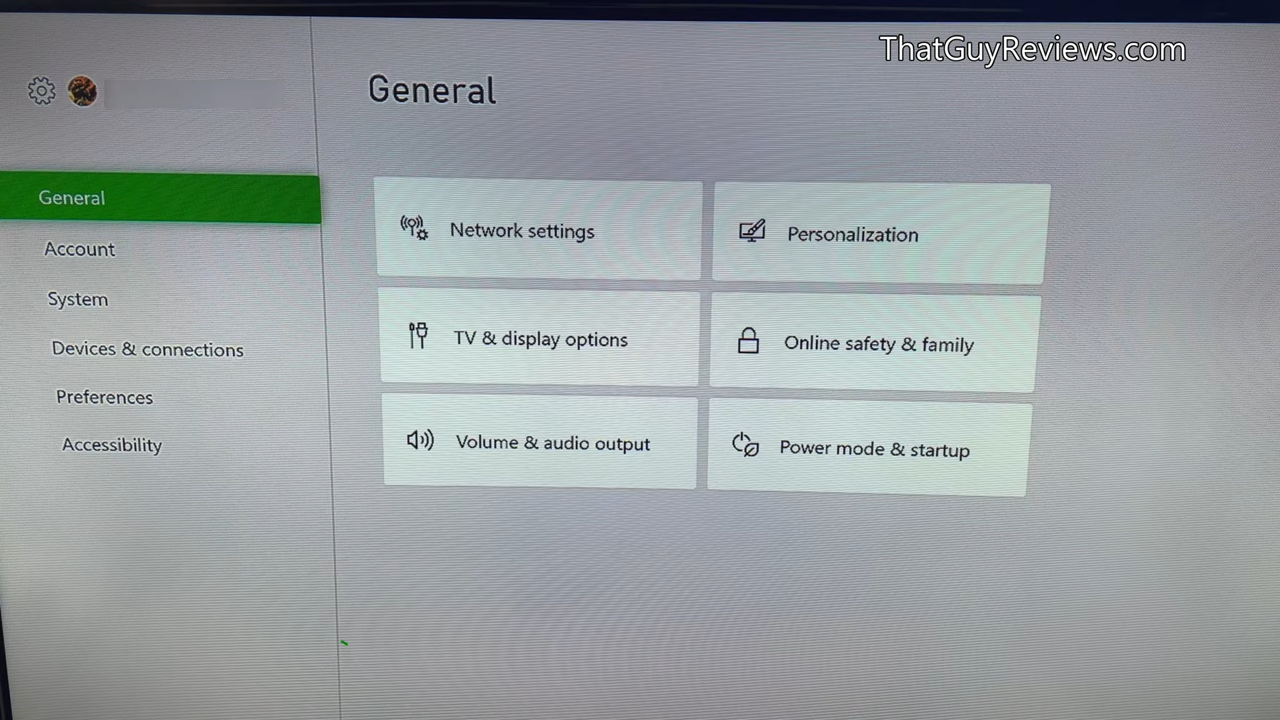 ThatGuyReviews.com
General
General
Account
System
Devices & connections
Preferences
Accessibility
Network settings
Personalization
TV & display options
Online safety & family
Volume & audio output
Power mode & startup